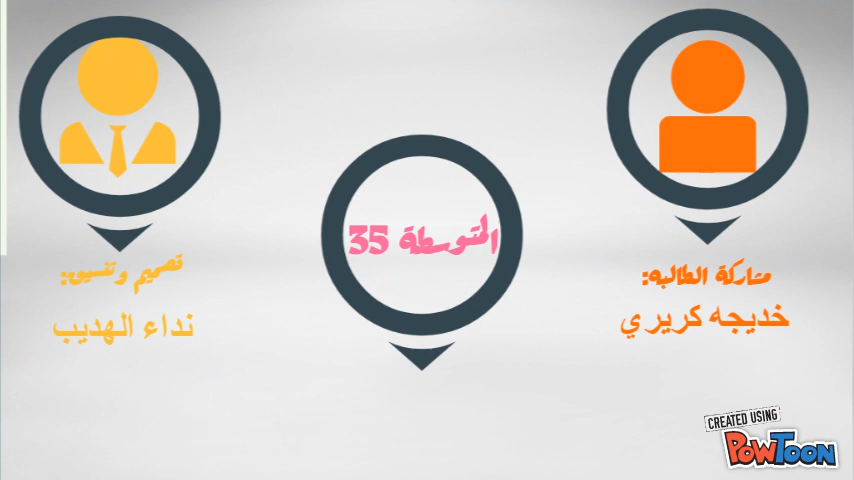 مشاركة الطالبه:
خديجه كريري
المتوسطة 35
تصميم وتنسيق:
نداء الهديب
CREATED USING
POWTOON